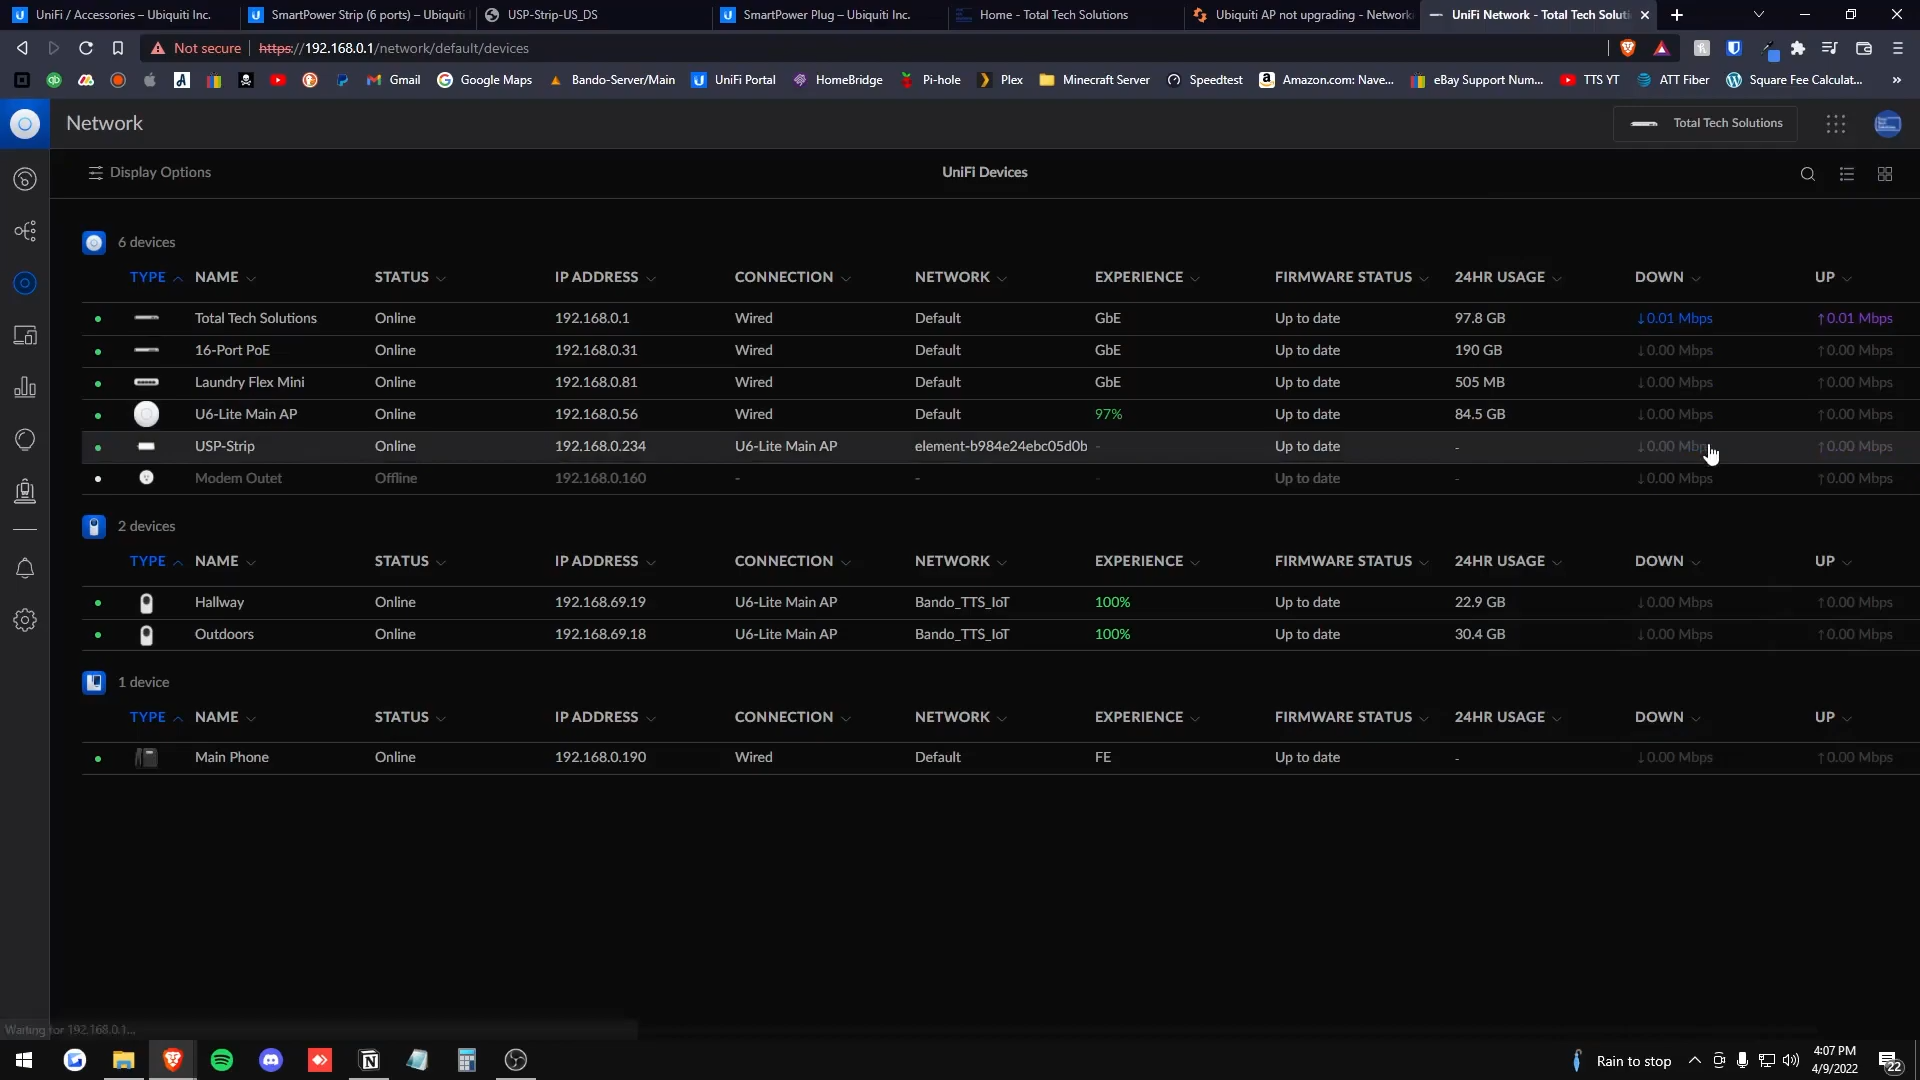 UniFi / Accessories – Ubiquiti Inc.
SmartPower Strip (6 ports) – Ubiquiti
USP-Strip-US_DS
SmartPower Plug – Ubiquiti Inc.
Home - Total Tech Solutions
Ubiquiti AP not upgrading - Network
UniFi Network - Total Tech Soluti
Not secure
https://192.168.0.1/network/default/devices
Gmail
Google Maps
Bando-Server/Main
UniFi Portal
HomeBridge
Pi-hole
Plex
Minecraft Server
Speedtest
Amazon.com: Nave...
eBay Support Num...
TTS YT
ATT Fiber
Square Fee Calculat...
Network
Total Tech Solutions
Display Options
UniFi Devices
6 devices
TYPE NAME STATUS IP ADDRESS CONNECTION NETWORK EXPERIENCE FIRMWARE STATUS 24HR USAGE DOWN UP
Total Tech Solutions Online 192.168.0.1 Wired Default GbE Up to date 97.8 GB ↓0.01 Mbps ↑0.01 Mbps
16-Port PoE Online 192.168.0.31 Wired Default GbE Up to date 190 GB ↓0.00 Mbps ↑0.00 Mbps
Laundry Flex Mini Online 192.168.0.81 Wired Default GbE Up to date 505 MB ↓0.00 Mbps ↑0.00 Mbps
U6-Lite Main AP Online 192.168.0.56 Wired Default 97% Up to date 84.5 GB ↓0.00 Mbps ↑0.00 Mbps
USP-Strip Online 192.168.0.234 U6-Lite Main AP element-b984e24ebc05d0b - Up to date - ↓0.00 Mbps ↑0.00 Mbps
Modem Outet Offline 192.168.0.160 - - - Up to date - ↓0.00 Mbps ↑0.00 Mbps
2 devices
TYPE NAME STATUS IP ADDRESS CONNECTION NETWORK EXPERIENCE FIRMWARE STATUS 24HR USAGE DOWN UP
Hallway Online 192.168.69.19 U6-Lite Main AP Bando_TTS_IoT 100% Up to date 22.9 GB ↓0.00 Mbps ↑0.00 Mbps
Outdoors Online 192.168.69.18 U6-Lite Main AP Bando_TTS_IoT 100% Up to date 30.4 GB ↓0.00 Mbps ↑0.00 Mbps
1 device
TYPE NAME STATUS IP ADDRESS CONNECTION NETWORK EXPERIENCE FIRMWARE STATUS 24HR USAGE DOWN UP
Main Phone Online 192.168.0.190 Wired Default FE Up to date - ↓0.00 Mbps ↑0.00 Mbps
Waiting for 192.168.0.1...
Rain to stop
4:07 PM
4/9/2022
22